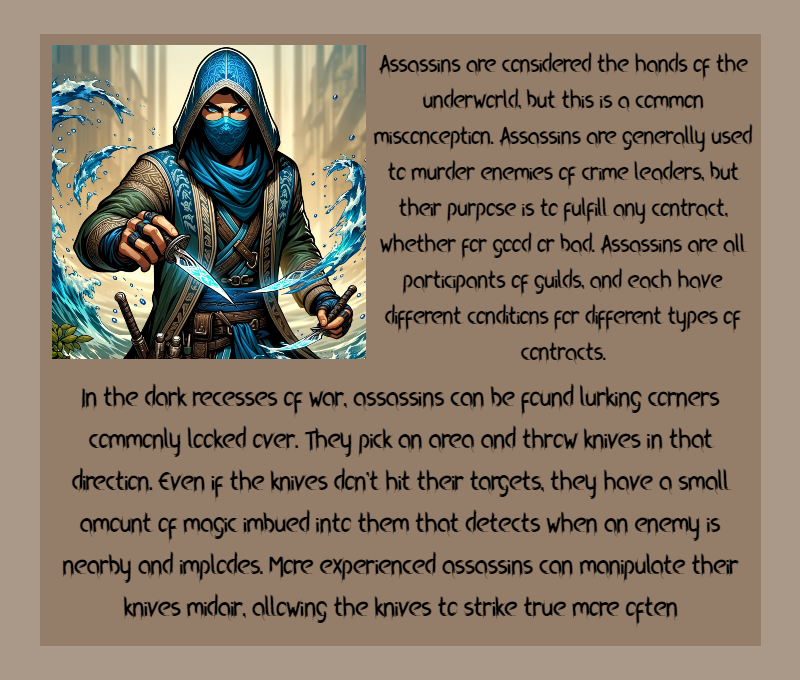 Assassins are considered the hands of the
underworld, but this is a common
misconception. Assassins are generally used
to murder enemies of crime leaders, but
their purpose is to fulfill any contract,
whether for good or bad. Assassins are all
participants of guilds, and each have
different conditions for different types of
contracts.
In the dark recesses of war, assassins can be found lurking corners
commonly looked over. They pick an area and throw knives in that
direction. Even if the knives don't hit their targets, they have a small
amount of magic imbued into them that detects when an enemy is
nearby and implodes. More experienced assassins can manipulate their
knives midair, allowing the knives to strike true more often